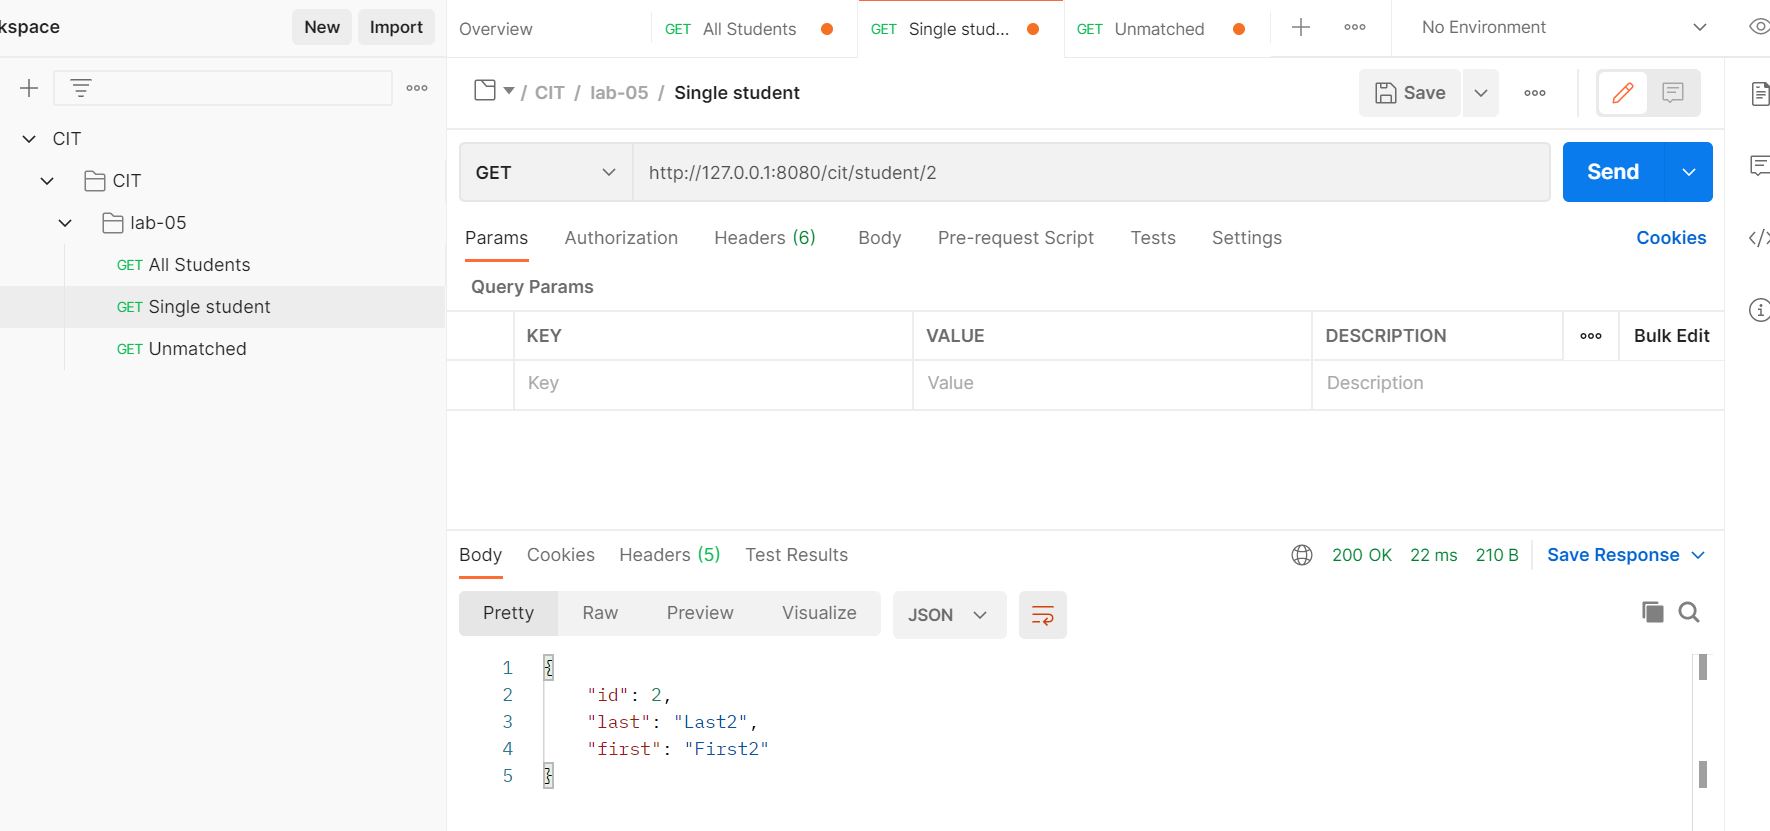 kspace New Import
Overview GET All Students GET Single stud... GET Unmatched No Environment
/ CIT / lab-05 / Single student Save
CIT
CIT
lab-05
GET All Students
GET Single student
GET Unmatched
GET http://127.0.0.1:8080/cit/student/2 Send
Params Authorization Headers (6) Body Pre-request Script Tests Settings Cookies
Query Params
KEY VALUE DESCRIPTION Bulk Edit
Key Value Description
Body Cookies Headers (5) Test Results 200 OK 22 ms 210 B Save Response
Pretty Raw Preview Visualize JSON
1 {
2 "id": 2,
3 "last": "Last2",
4 "first": "First2"
5 }